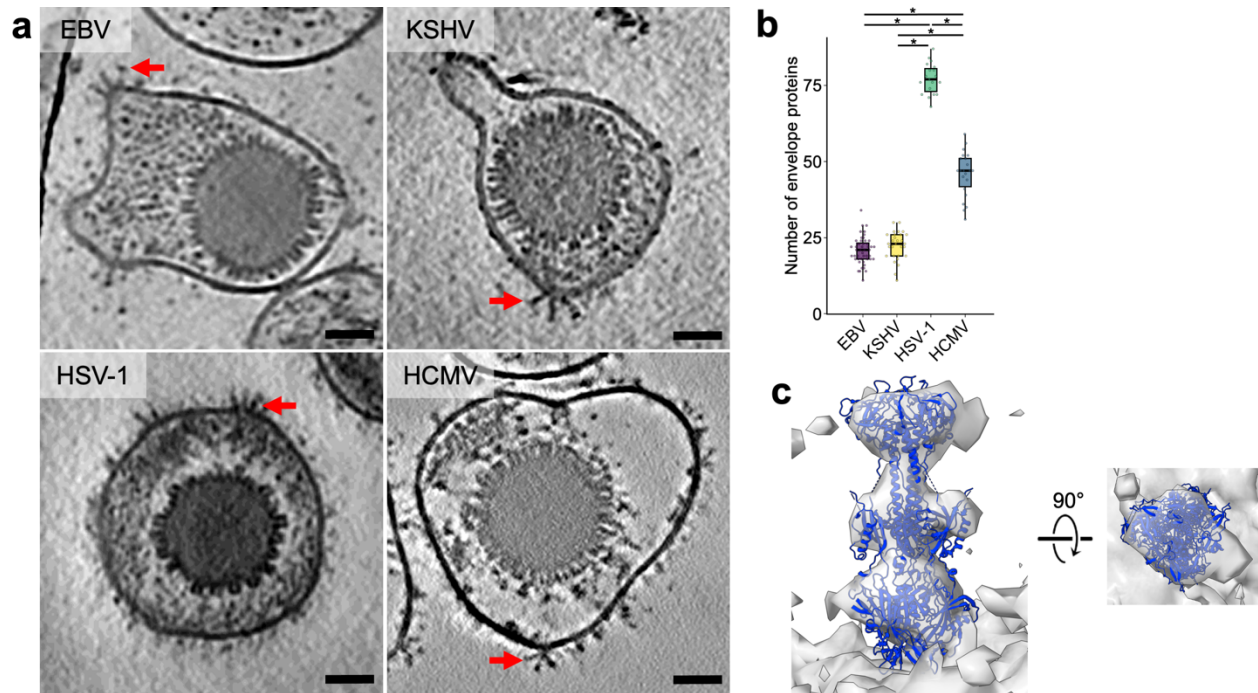 a
EBV
KSHV
HSV-1
HCMV
b
* 
* *
*
*
Number of envelope proteins
75
50
25
0
EBV
KSHV
HSV-1
HCMV
c
90°